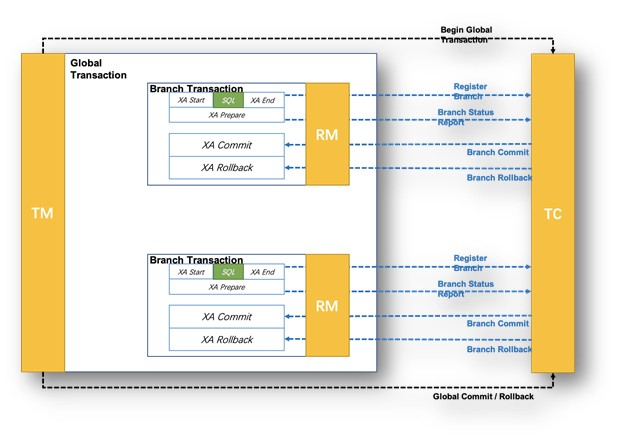 Begin Global
Transaction
Global
Transaction
TM
Branch Transaction
XA Start SQL XA End
XA Prepare
XA Commit
XA Rollback
RM
Register
Branch
Branch Status
Report
Branch Commit
Branch Rollback
TC
Branch Transaction
XA Start SQL XA End
XA Prepare
XA Commit
XA Rollback
RM
Register
Branch
Branch Status
Report
Branch Commit
Branch Rollback
Global Commit / Rollback